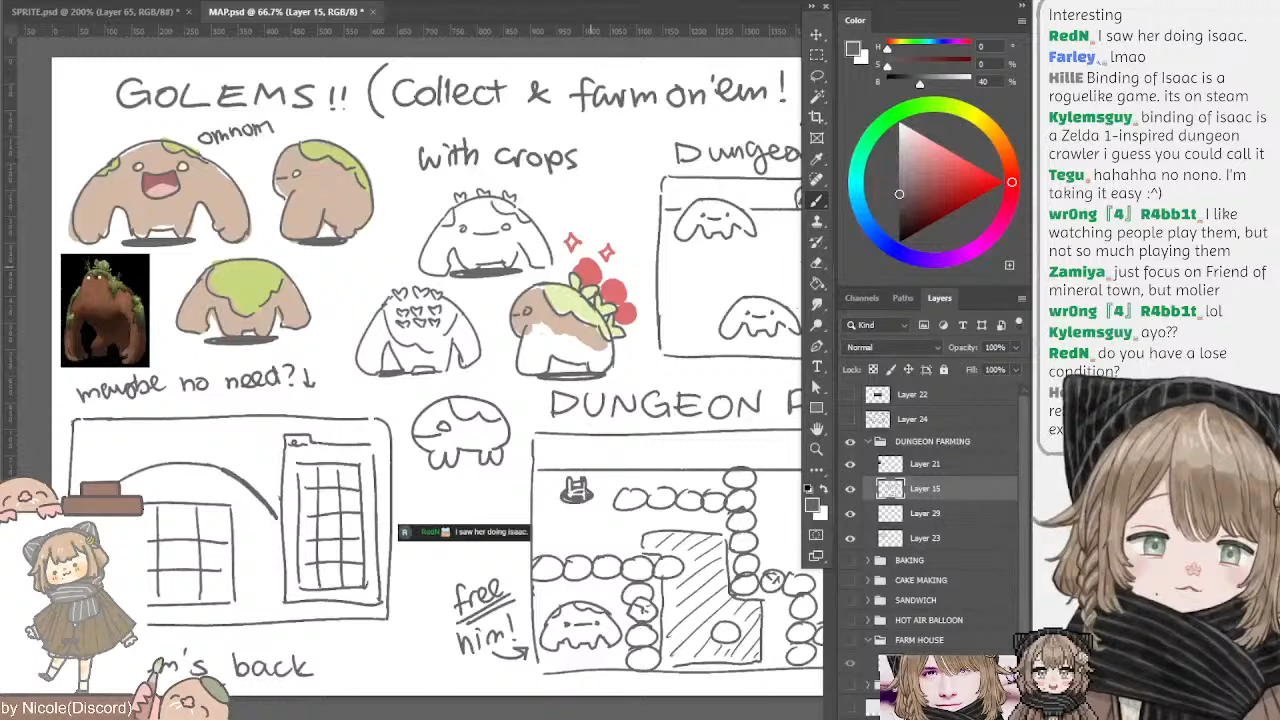 SPRITE.psd @ 200% (Layer 65, RGB/8#) *
MAP.psd @ 66.7% (Layer 15, RGB/8) *
GOLEMS!! (Collect & farm on'em!
omnom
with crops
maybe no need?↓
DUNGEON
free
him!
back
RedN I saw her doing isaac.
by Nicole(Discord)
Color
H 0 °
S 0 %
B 40 %
Channels Paths Layers
Kind
Normal Opacity: 100%
Lock: Fill: 100%
Layer 22
Layer 24
DUNGEON FARMING
Layer 21
Layer 15
Layer 29
Layer 23
BAKING
CAKE MAKING
SANDWICH
HOT AIR BALLOON
FARM HOUSE
Interesting
RedN I saw her doing isaac.
Farley lmao
HillE Binding of Isaac is a
roguelike game. its on steam
Kylemsguy binding of isaac is
a Zelda 1-inspired dungeon
crawler i guess you could call it
Tegu hahahha no nono. I'm
taking it easy :^)
wr0ng『4』R4bb1t I like
watching people play them, but
not so much playing them
Zamiya just focus on Friend of
mineral town, but molier
wr0ng『4』R4bb1t lol
Kylemsguy ayo??
RedN do you have a lose
condition?